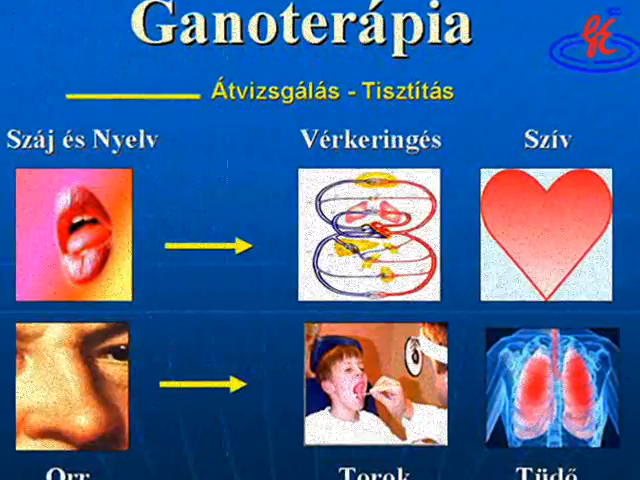 Ganoterápia
Átvizsgálás - Tisztítás
Száj és Nyelv
Vérkeringés
Szív
Orr
Torok
Tüdő